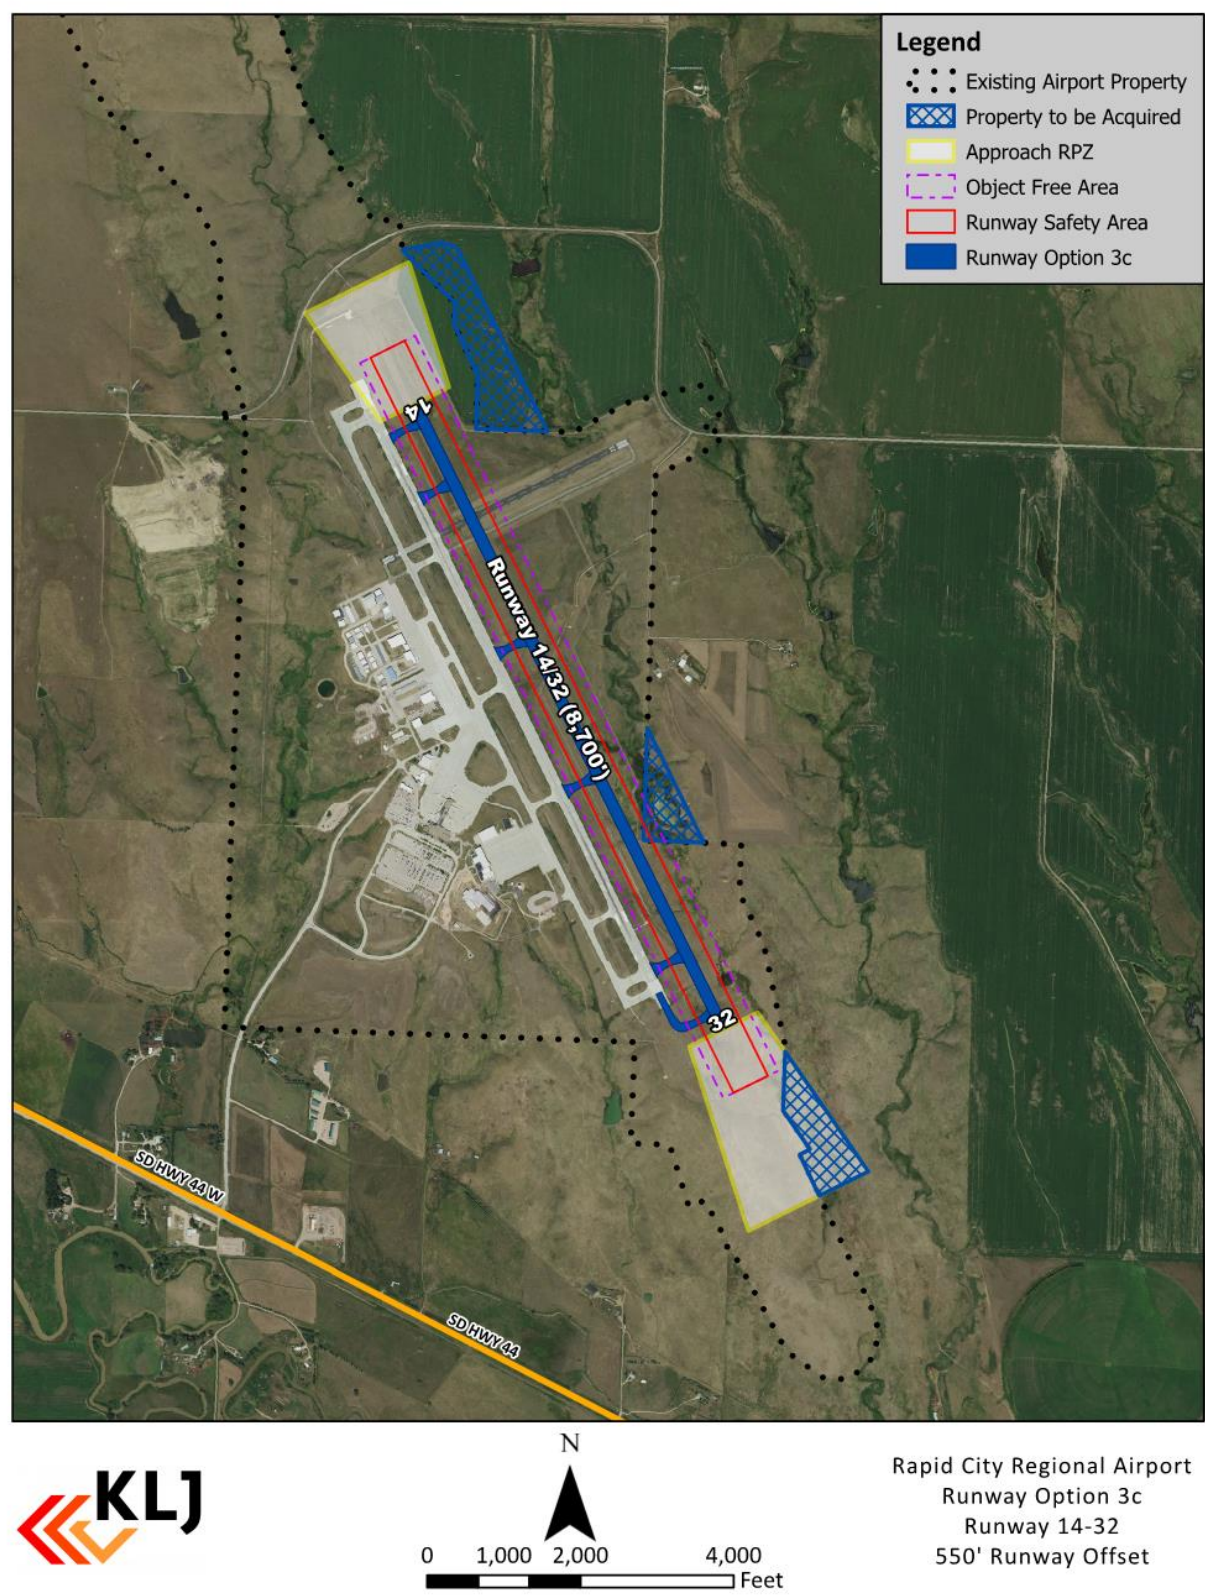 Legend
Existing Airport Property
Property to be Acquired
Approach RPZ
Object Free Area
Runway Safety Area
Runway Option 3c
14
Runway 14/32 (8,700')
32
SD HWY 44 W
SD HWY 44
KLJ
N
0 1,000 2,000 4,000
Feet
Rapid City Regional Airport
Runway Option 3c
Runway 14-32
550' Runway Offset